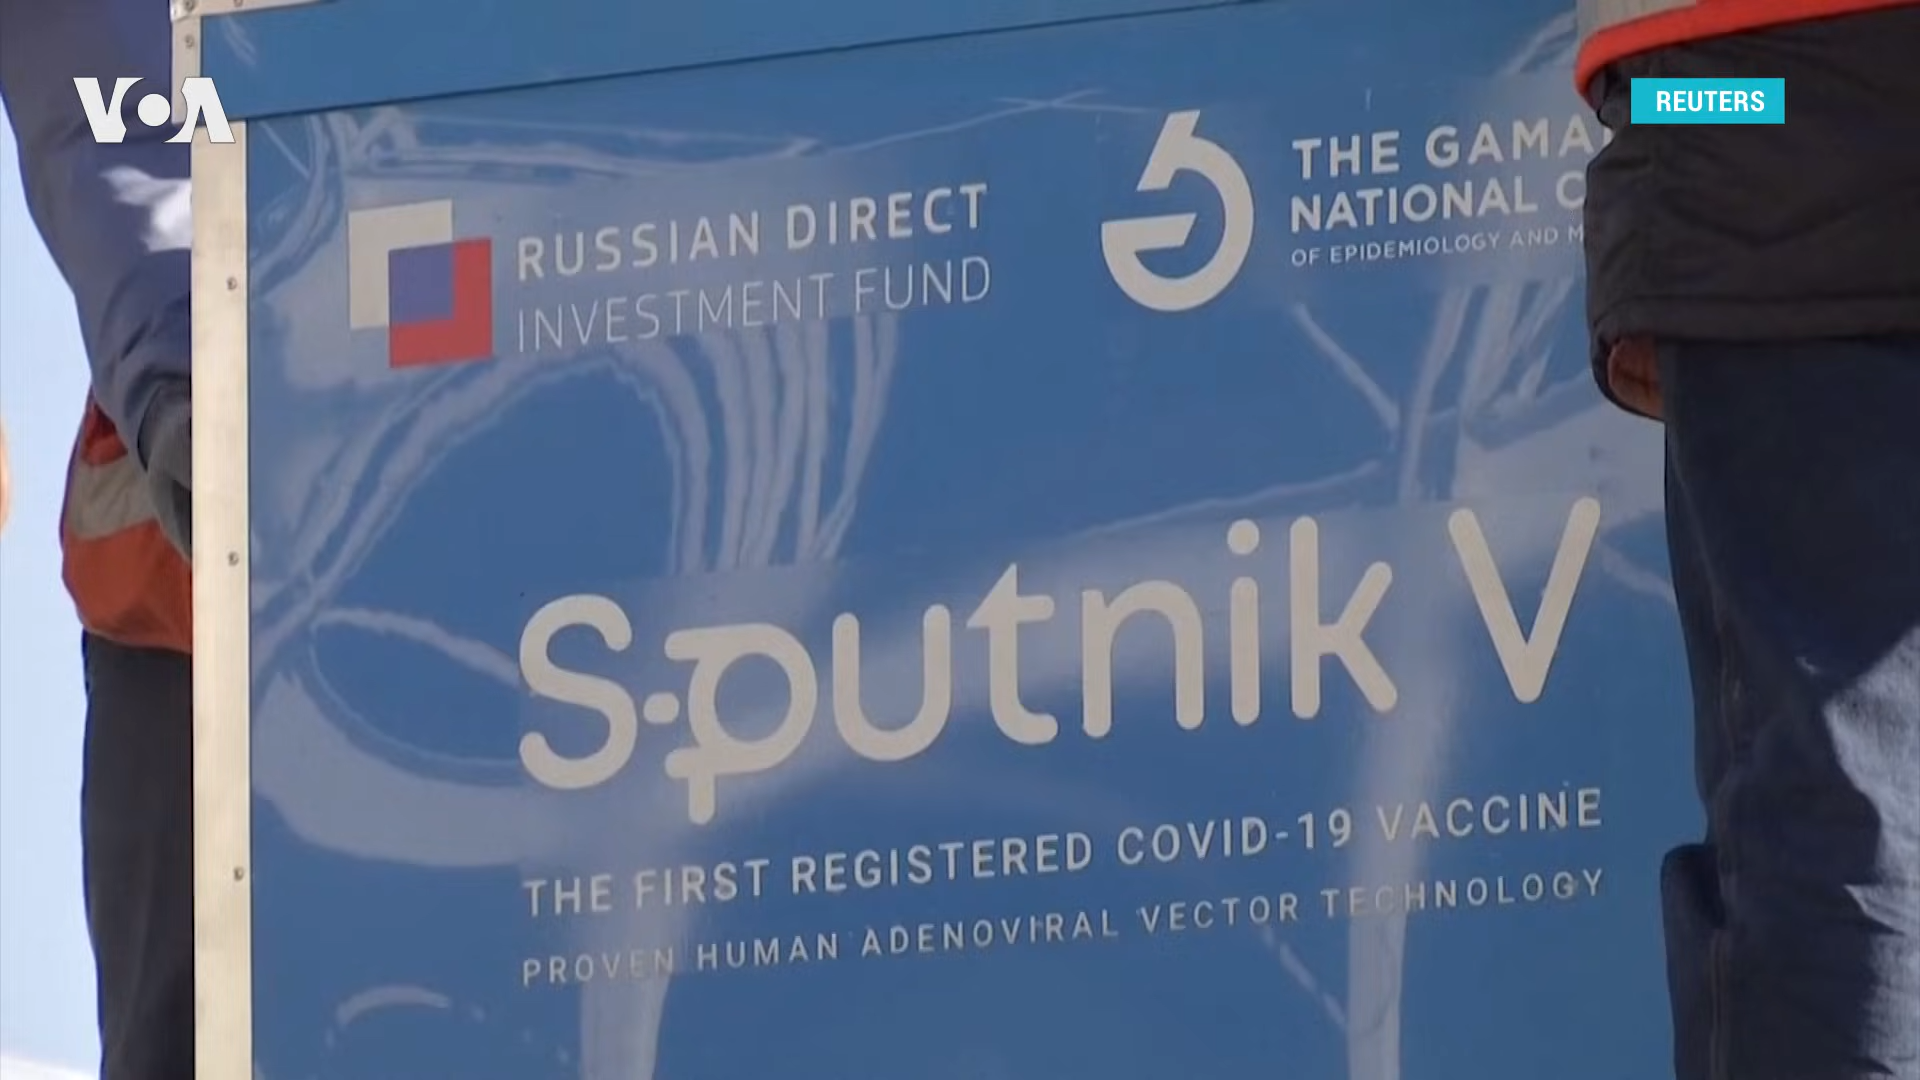 VOA
REUTERS
RUSSIAN DIRECT
INVESTMENT FUND
THE GAMA
NATIONAL C
OF EPIDEMIOLOGY AND M
Sputnik V
THE FIRST REGISTERED COVID-19 VACCINE
PROVEN HUMAN ADENOVIRAL VECTOR TECHNOLOGY